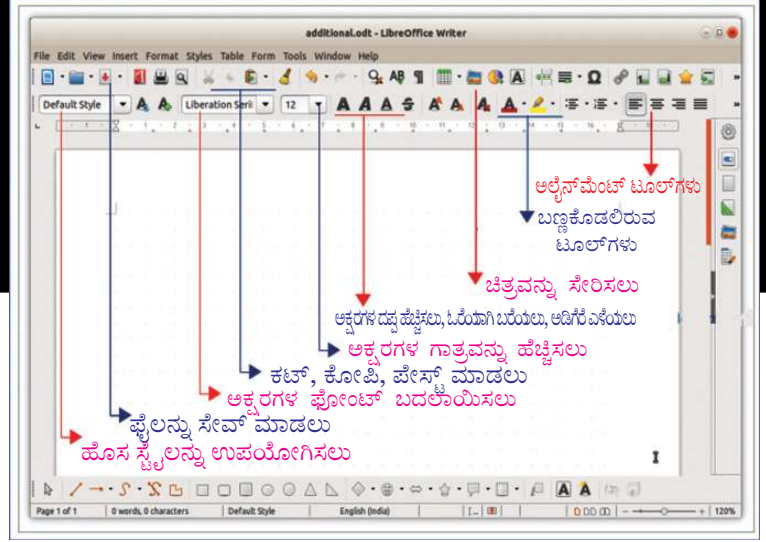 additional.odt - LibreOffice Writer
File Edit View Insert Format Styles Table Form Tools Window Help
Default Style Liberation Seri 12
ಅಲೈನ್‌ಮೆಂಟ್ ಟೂಲ್‌ಗಳು
ಬಣ್ಣಕೊಡಲಿರುವ
ಟೂಲ್‌ಗಳು
ಚಿತ್ರವನ್ನು ಸೇರಿಸಲು
ಅಕ್ಷರಗಳ ದಪ್ಪ ಹೆಚ್ಚಿಸಲು, ಓರೆಯಾಗಿ ಬರೆಯಲು, ಅಡಿಗೆರೆ ಎಳೆಯಲು
ಅಕ್ಷರಗಳ ಗಾತ್ರವನ್ನು ಹೆಚ್ಚಿಸಲು
ಕಟ್, ಕೋಪಿ, ಪೇಸ್ಟ್ ಮಾಡಲು
ಅಕ್ಷರಗಳ ಫೋಂಟ್ ಬದಲಾಯಿಸಲು
ಫೈಲನ್ನು ಸೇವ್ ಮಾಡಲು
ಹೊಸ ಸ್ಟೈಲನ್ನು ಉಪಯೋಗಿಸಲು
Page 1 of 1 0 words, 0 characters Default Style English (India) 120%